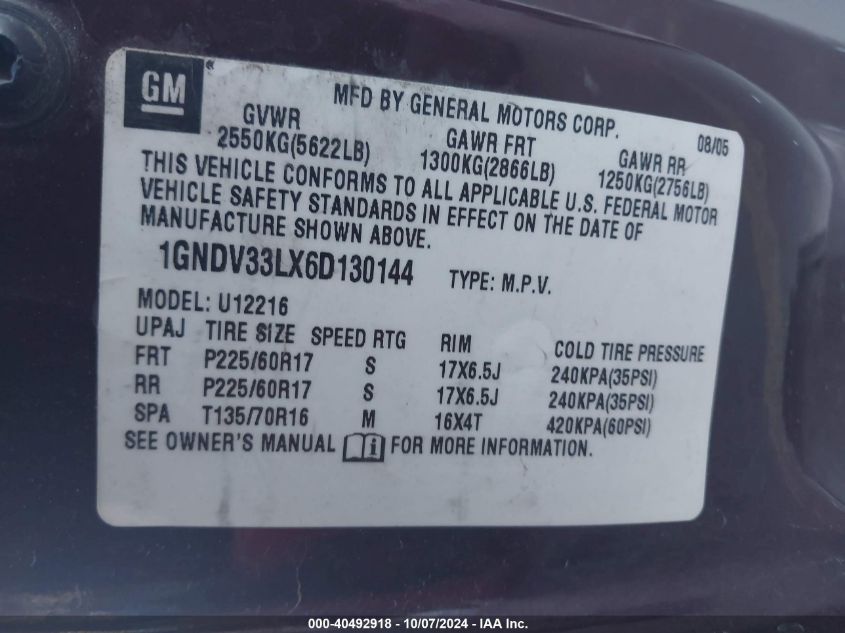 GM
MFD BY GENERAL MOTORS CORP.
08/05
GVWR
GAWR FRT
GAWR RR
2550KG(5622LB)
1300KG(2866LB)
1250KG(2756LB)
THIS VEHICLE CONFORMS TO ALL APPLICABLE U.S. FEDERAL MOTOR
VEHICLE SAFETY STANDARDS IN EFFECT ON THE DATE OF
MANUFACTURE SHOWN ABOVE.
1GNDV33LX6D130144 TYPE: M.P.V.
MODEL: U12216
UPAJ TIRE SIZE SPEED RTG RIM COLD TIRE PRESSURE
FRT P225/60R17 S 17X6.5J 240KPA(35PSI)
RR P225/60R17 S 17X6.5J 240KPA(35PSI)
SPA T135/70R16 M 16X4T 420KPA(60PSI)
SEE OWNER'S MANUAL FOR MORE INFORMATION.
000-40492918 - 10/07/2024 - IAA Inc.